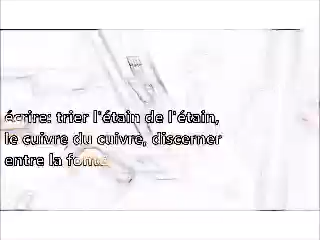 écrire: trier l'étain de l'étain,
le cuivre du cuivre, discerner
entre la fonte